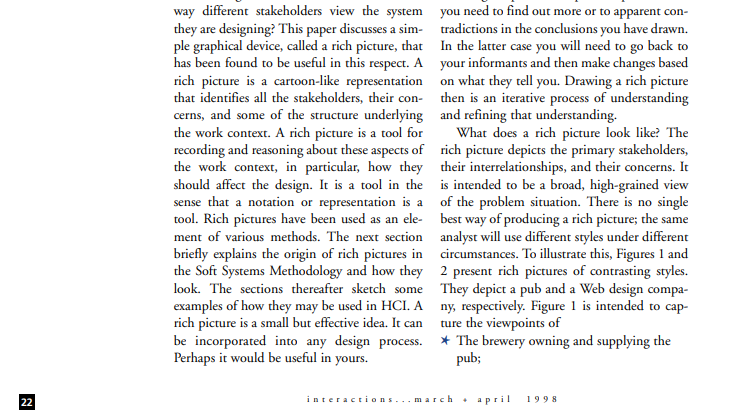 way different stakeholders view the system
they are designing? This paper discusses a sim-
ple graphical device, called a rich picture, that
has been found to be useful in this respect. A
rich picture is a cartoon-like representation
that identifies all the stakeholders, their con-
cerns, and some of the structure underlying
the work context. A rich picture is a tool for
recording and reasoning about these aspects of
the work context, in particular, how they
should affect the design. It is a tool in the
sense that a notation or representation is a
tool. Rich pictures have been used as an ele-
ment of various methods. The next section
briefly explains the origin of rich pictures in
the Soft Systems Methodology and how they
look. The sections thereafter sketch some
examples of how they may be used in HCI. A
rich picture is a small but effective idea. It can
be incorporated into any design process.
Perhaps it would be useful in yours.
you need to find out more or to apparent con-
tradictions in the conclusions you have drawn.
In the latter case you will need to go back to
your informants and then make changes based
on what they tell you. Drawing a rich picture
then is an iterative process of understanding
and refining that understanding.
What does a rich picture look like? The
rich picture depicts the primary stakeholders,
their interrelationships, and their concerns. It
is intended to be a broad, high-grained view
of the problem situation. There is no single
best way of producing a rich picture; the same
analyst will use different styles under different
circumstances. To illustrate this, Figures 1 and
2 present rich pictures of contrasting styles.
They depict a pub and a Web design compa-
ny, respectively. Figure 1 is intended to cap-
ture the viewpoints of
★ The brewery owning and supplying the
pub;
22
interactions...march + april 1998